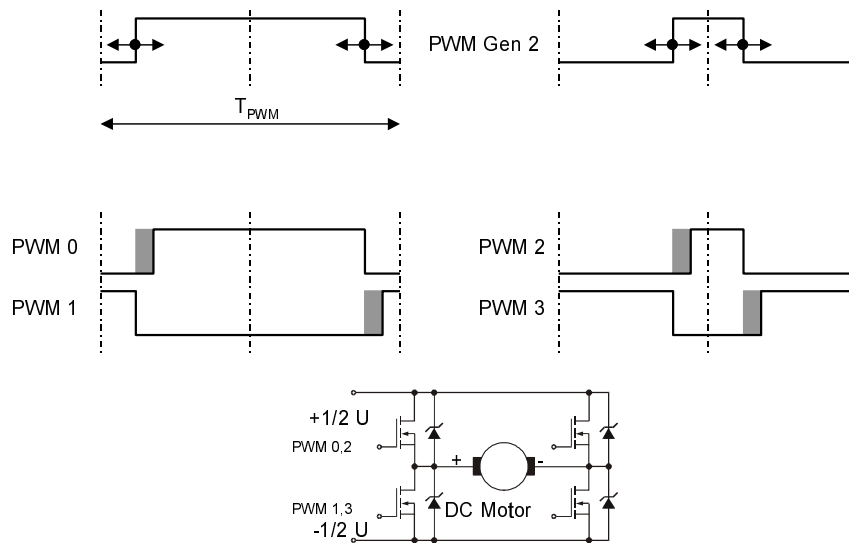 PWM Gen 2
TPWM
PWM 0
PWM 2
PWM 1
PWM 3
+1/2 U
PWM 0,2
+
-
PWM 1,3
DC Motor
-1/2 U